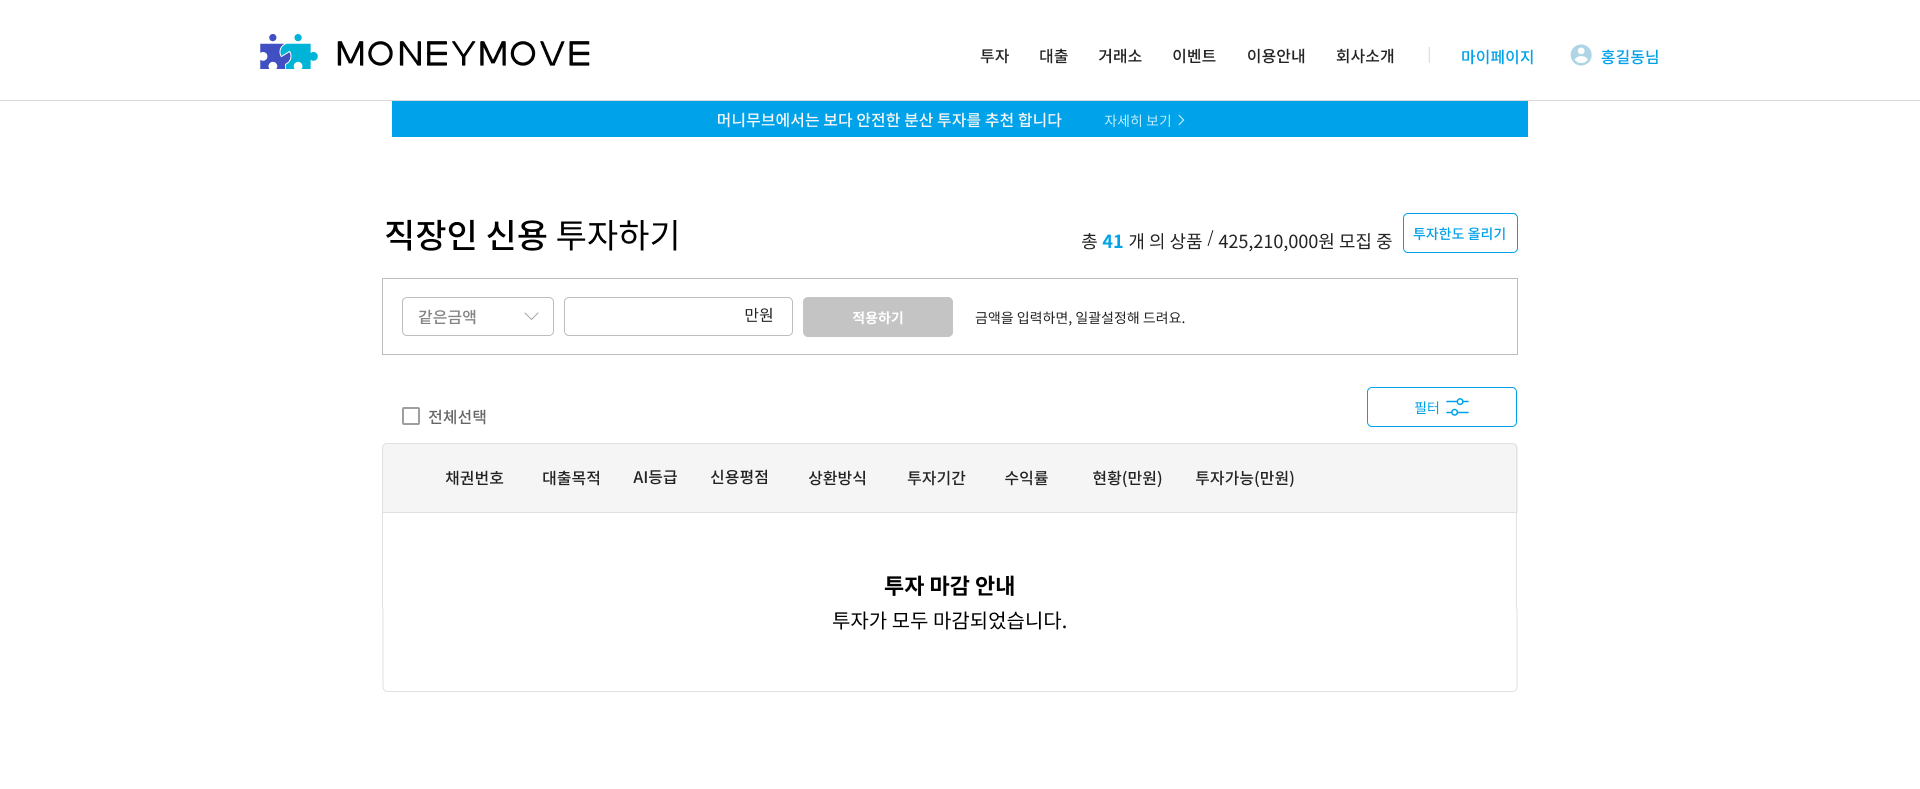 MONEYMOVE
투자 대출 거래소 이벤트 이용안내 회사소개 마이페이지 홍길동님
머니무브에서는 보다 안전한 분산 투자를 추천 합니다 자세히 보기
직장인 신용 투자하기
총 41 개 의 상품 / 425,210,000원 모집 중 투자한도 올리기
같은금액 만원 적용하기 금액을 입력하면, 일괄설정해 드려요.
전체선택 필터
채권번호 대출목적 AI등급 신용평점 상환방식 투자기간 수익률 현황(만원) 투자가능(만원)
투자 마감 안내
투자가 모두 마감되었습니다.